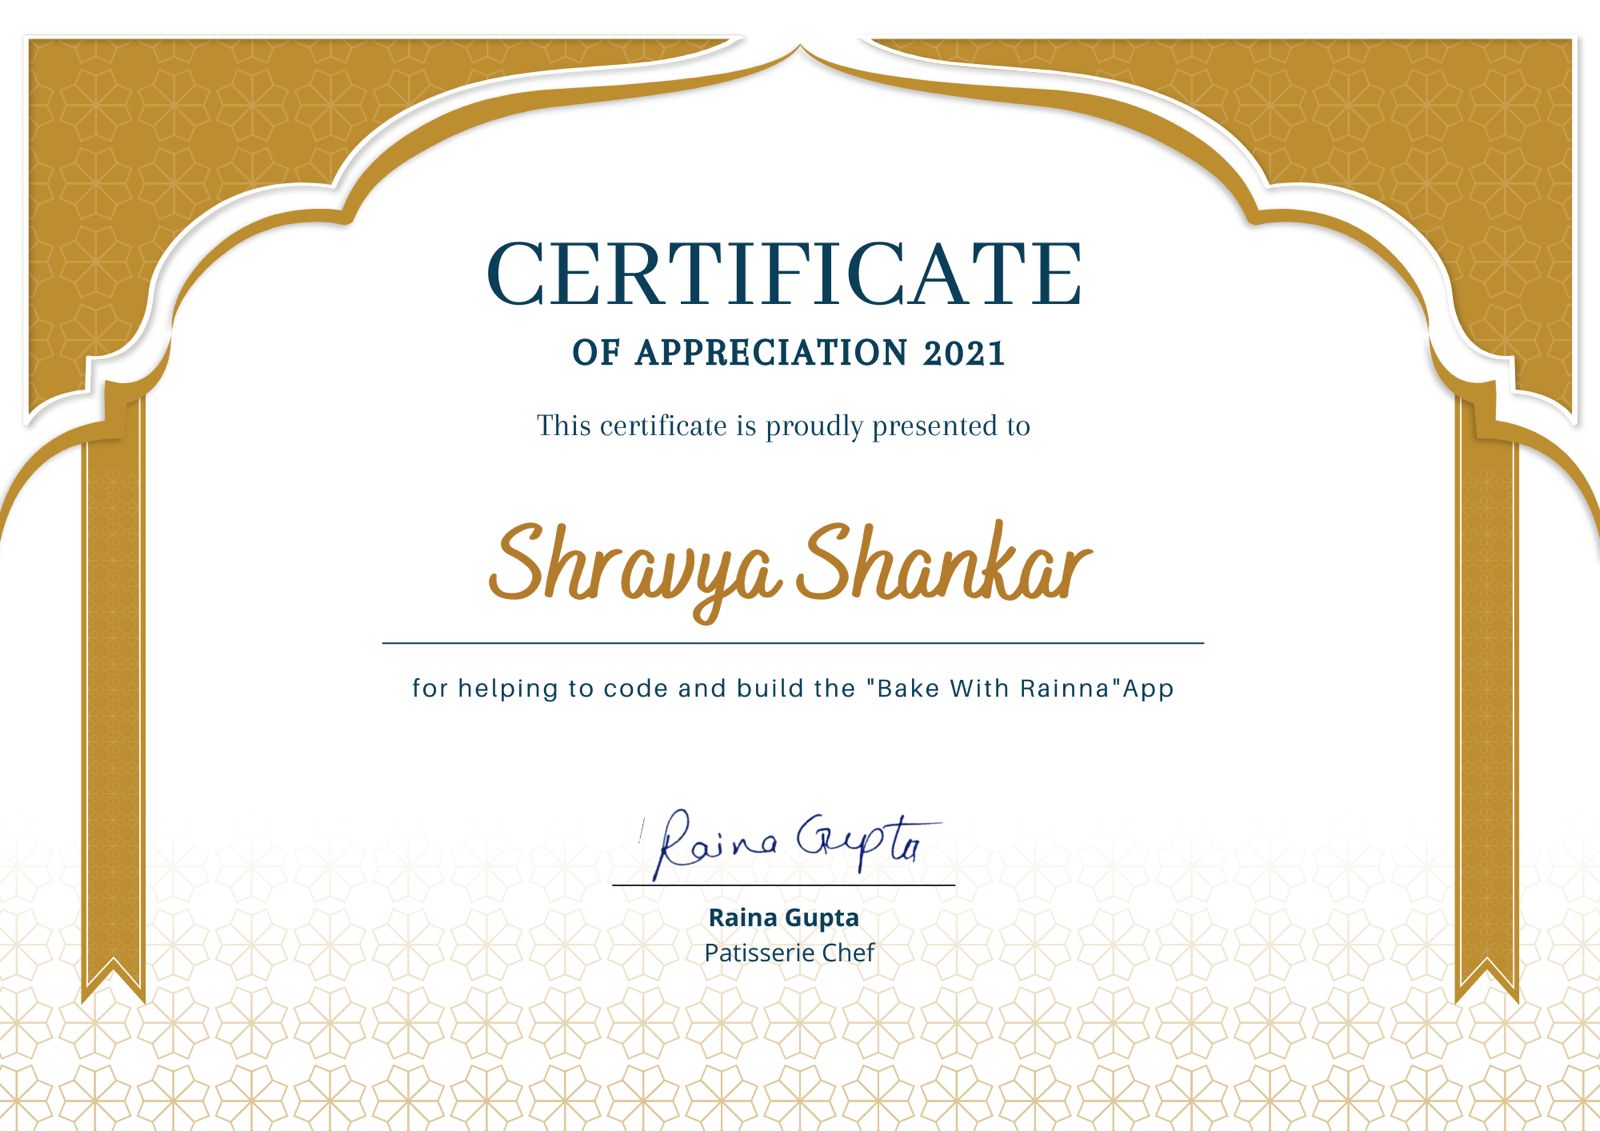 CERTIFICATE
OF APPRECIATION 2021
This certificate is proudly presented to
Shravya Shankar
for helping to code and build the "Bake With Rainna"App
Raina Gupta
Raina Gupta
Patisserie Chef